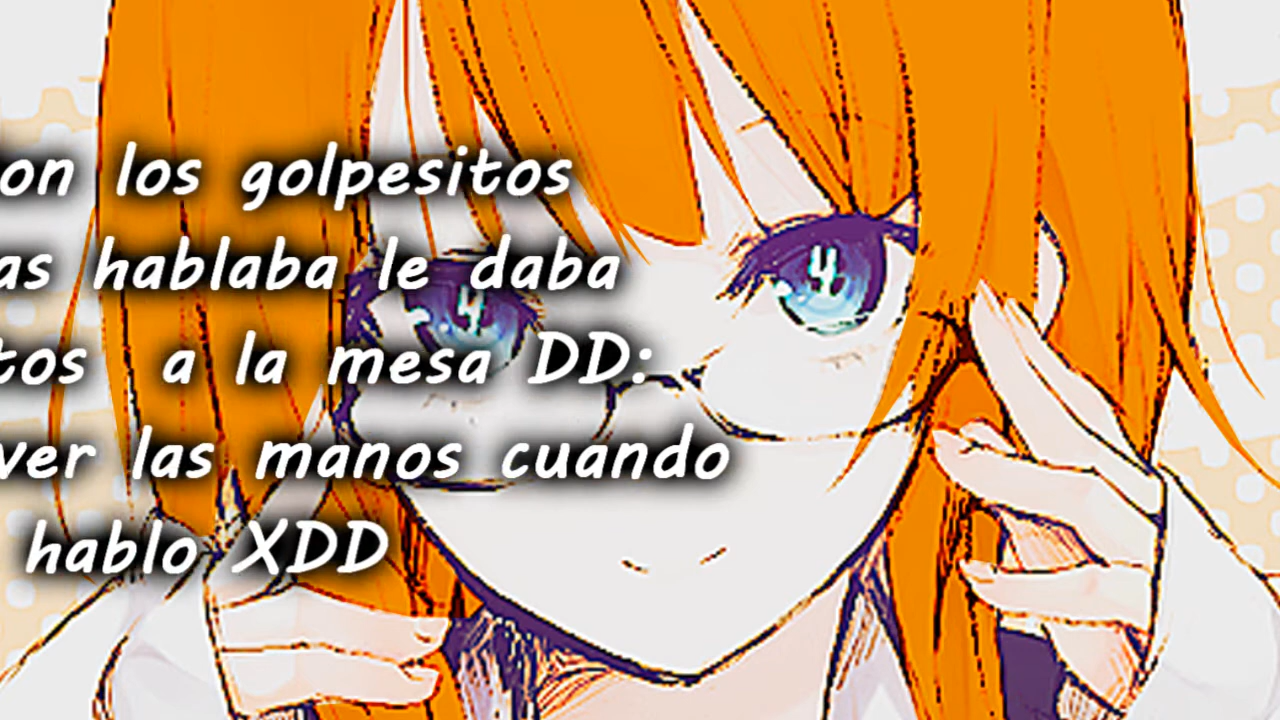 on los golpesitos
as hablaba le daba
tos a la mesa DD:
ver las manos cuando
hablo XDD